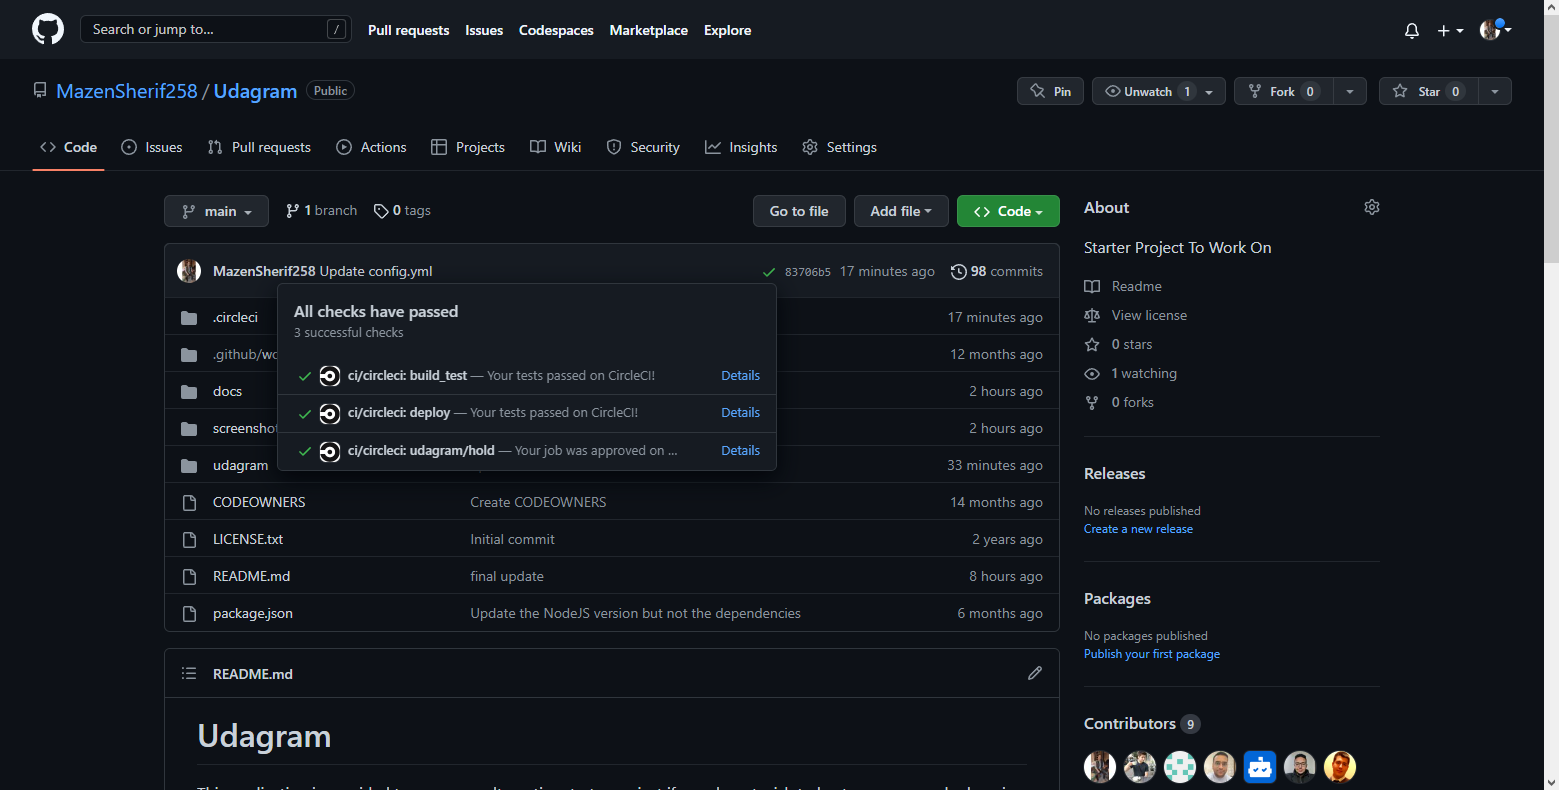 Search or jump to... /
Pull requests Issues Codespaces Marketplace Explore
MazenSherif258 / Udagram Public
Pin Unwatch 1 Fork 0 Star 0
Code Issues Pull requests Actions Projects Wiki Security Insights Settings
main 1 branch 0 tags Go to file Add file Code
MazenSherif258 Update config.yml 83706b5 17 minutes ago 98 commits
All checks have passed
3 successful checks
ci/circleci: build_test — Your tests passed on CircleCI! Details
ci/circleci: deploy — Your tests passed on CircleCI! Details
ci/circleci: udagram/hold — Your job was approved on ... Details
.circleci 17 minutes ago
.github/wo 12 months ago
docs 2 hours ago
screenshot 2 hours ago
udagram 33 minutes ago
CODEOWNERS Create CODEOWNERS 14 months ago
LICENSE.txt Initial commit 2 years ago
README.md final update 8 hours ago
package.json Update the NodeJS version but not the dependencies 6 months ago
README.md
Udagram
About
Starter Project To Work On
Readme
View license
0 stars
1 watching
0 forks
Releases
No releases published
Create a new release
Packages
No packages published
Publish your first package
Contributors 9